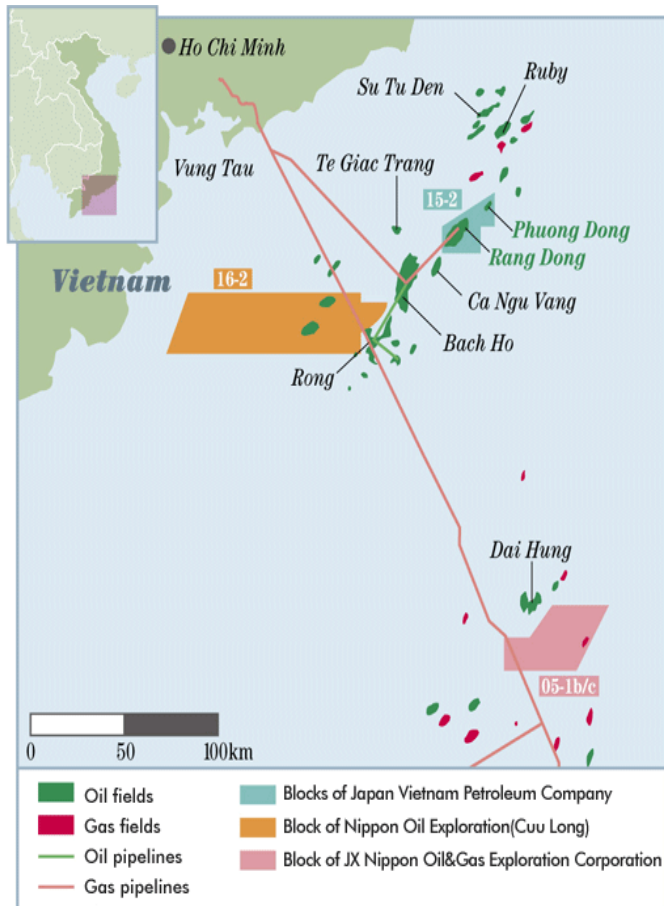 Ho Chi Minh
Su Tu Den
Ruby
Vung Tau
Te Giac Trang
15-2
Phuong Dong
Rang Dong
Vietnam
16-2
Ca Ngu Vang
Bach Ho
Rong
Dai Hung
05-1b/c
0 50 100km
Oil fields
Gas fields
Oil pipelines
Gas pipelines
Blocks of Japan Vietnam Petroleum Company
Block of Nippon Oil Exploration(Cuu Long)
Block of JX Nippon Oil&Gas Exploration Corporation